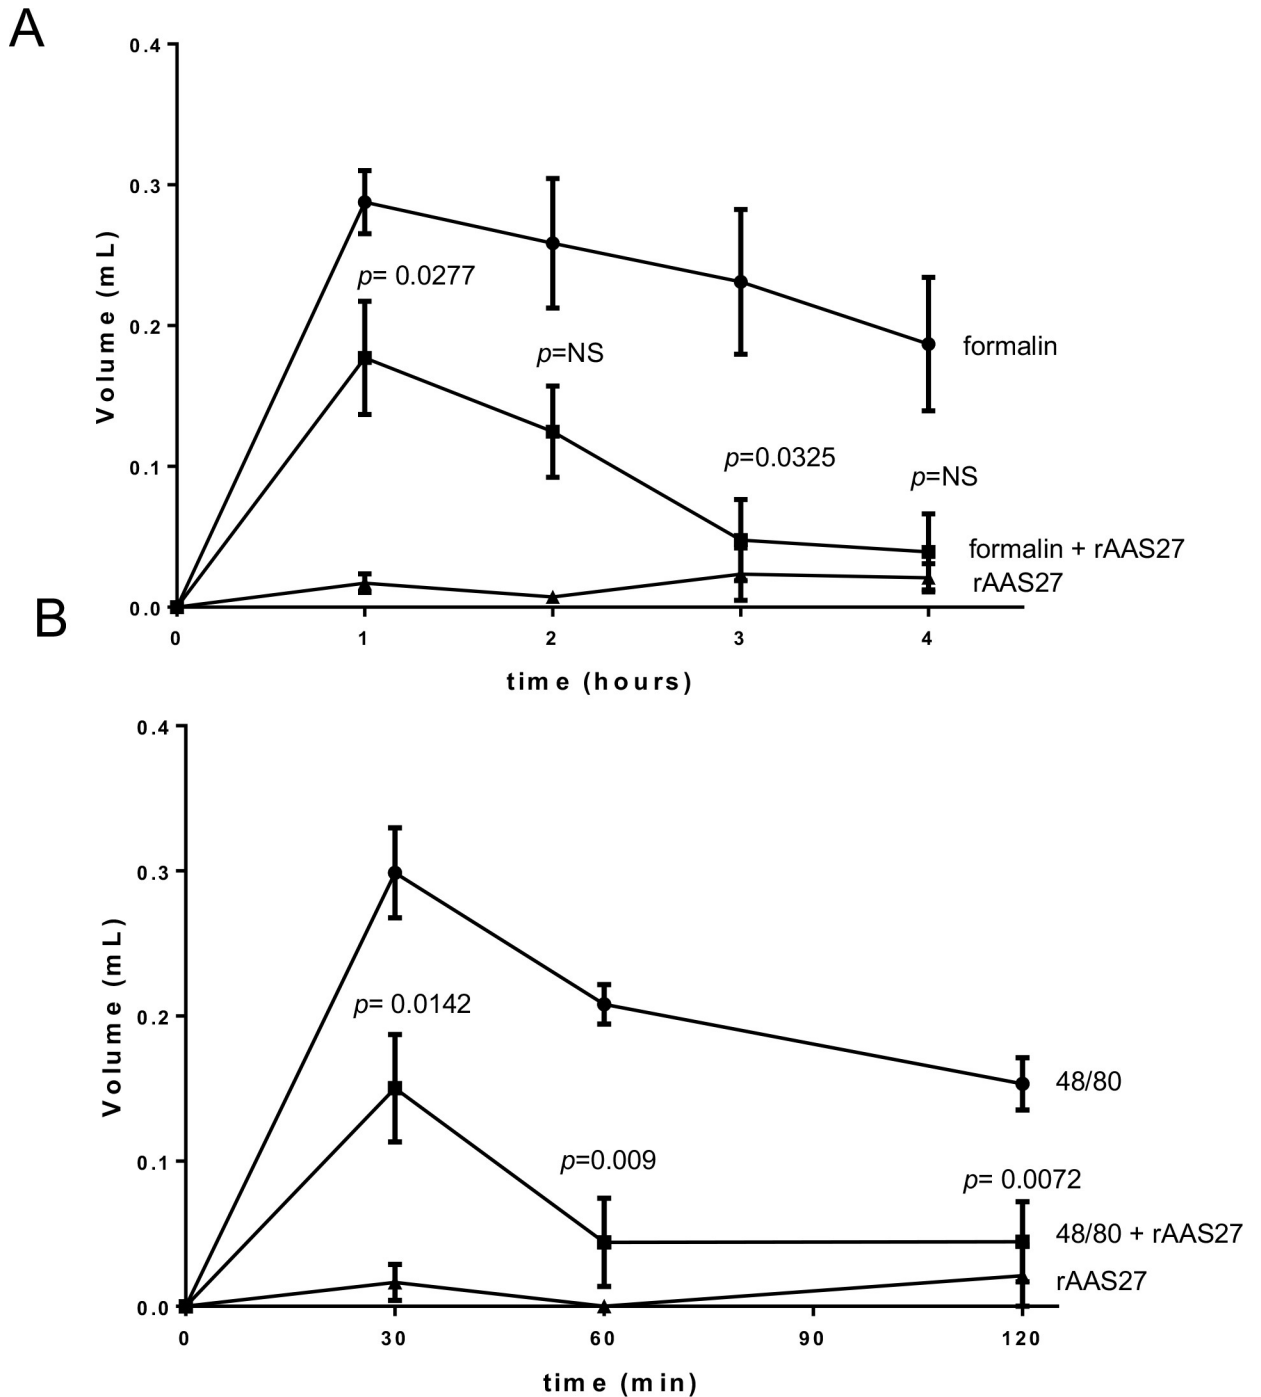 A
0.4
0.3
p= 0.0277
0.2
formalin
p=NS
p=0.0325
0.1
p=NS
formalin + rAAS27
rAAS27
0.0
0 1 2 3 4
Volume (mL)
time (hours)
B
0.4
0.3
p= 0.0142
0.2
48/80
p=0.009
0.1
p= 0.0072
48/80 + rAAS27
rAAS27
0.0
0 30 60 90 120
Volume (mL)
time (min)